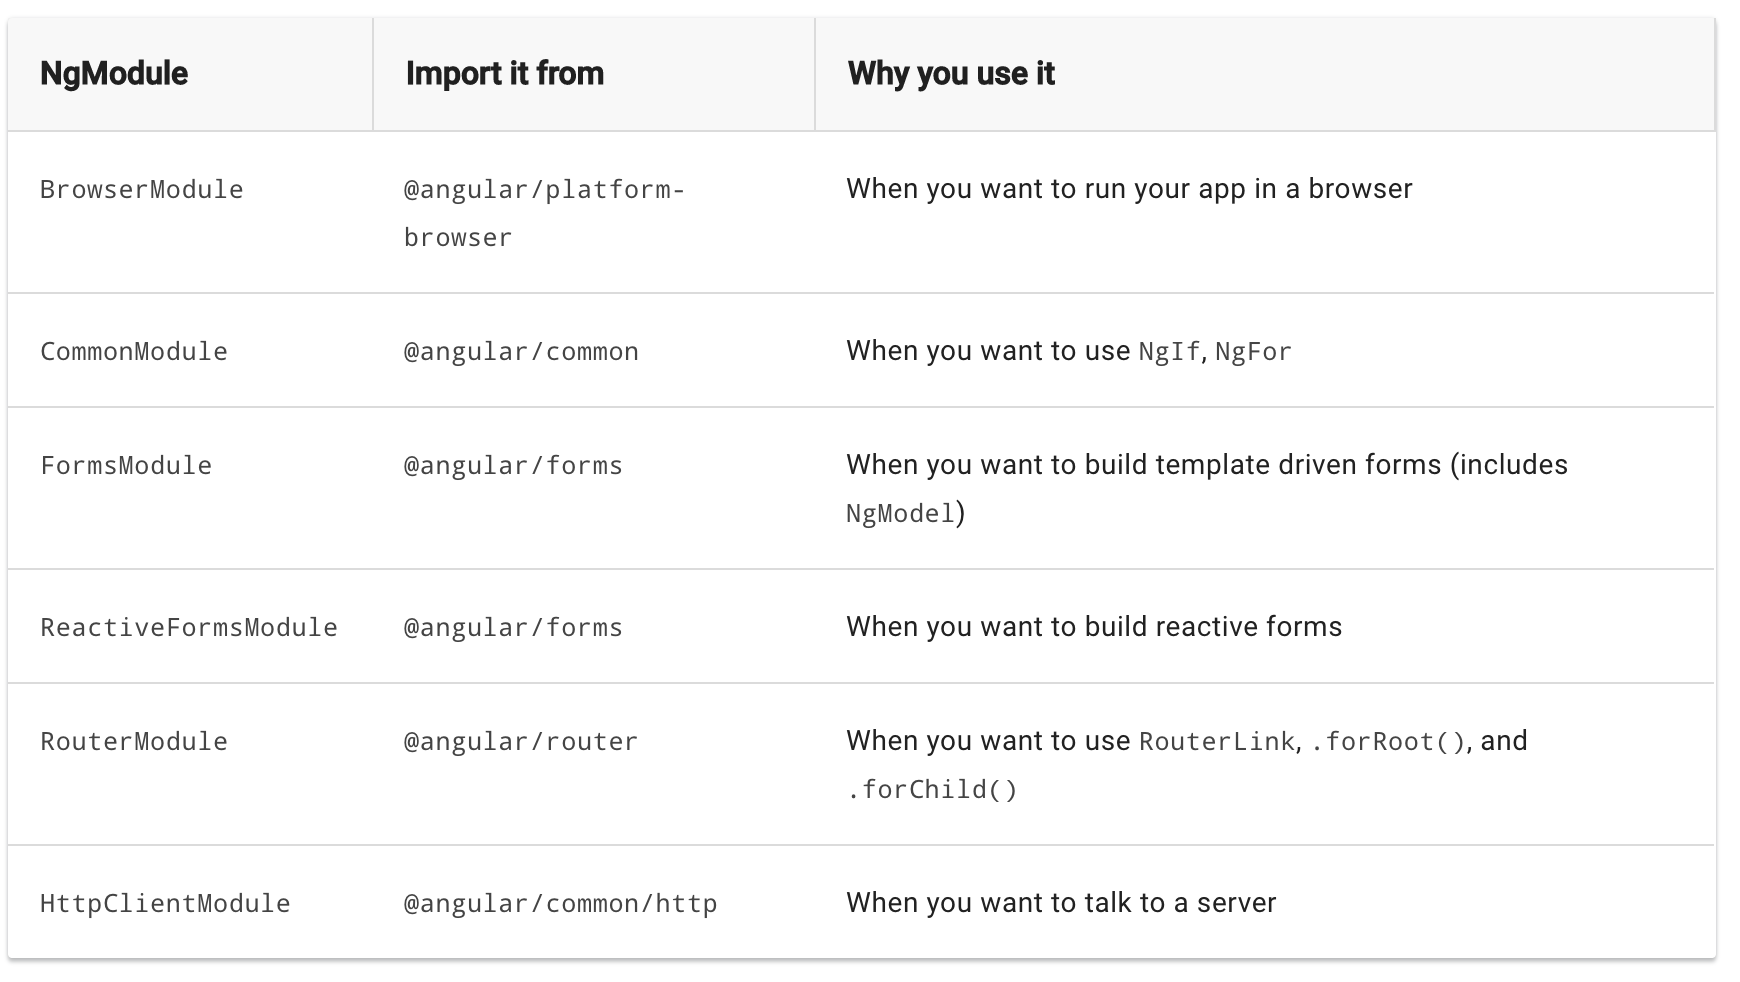 NgModule Import it from Why you use it
BrowserModule @angular/platform- When you want to run your app in a browser
browser
CommonModule @angular/common When you want to use NgIf, NgFor
FormsModule @angular/forms When you want to build template driven forms (includes
NgModel)
ReactiveFormsModule @angular/forms When you want to build reactive forms
RouterModule @angular/router When you want to use RouterLink, .forRoot(), and
.forChild()
HttpClientModule @angular/common/http When you want to talk to a server